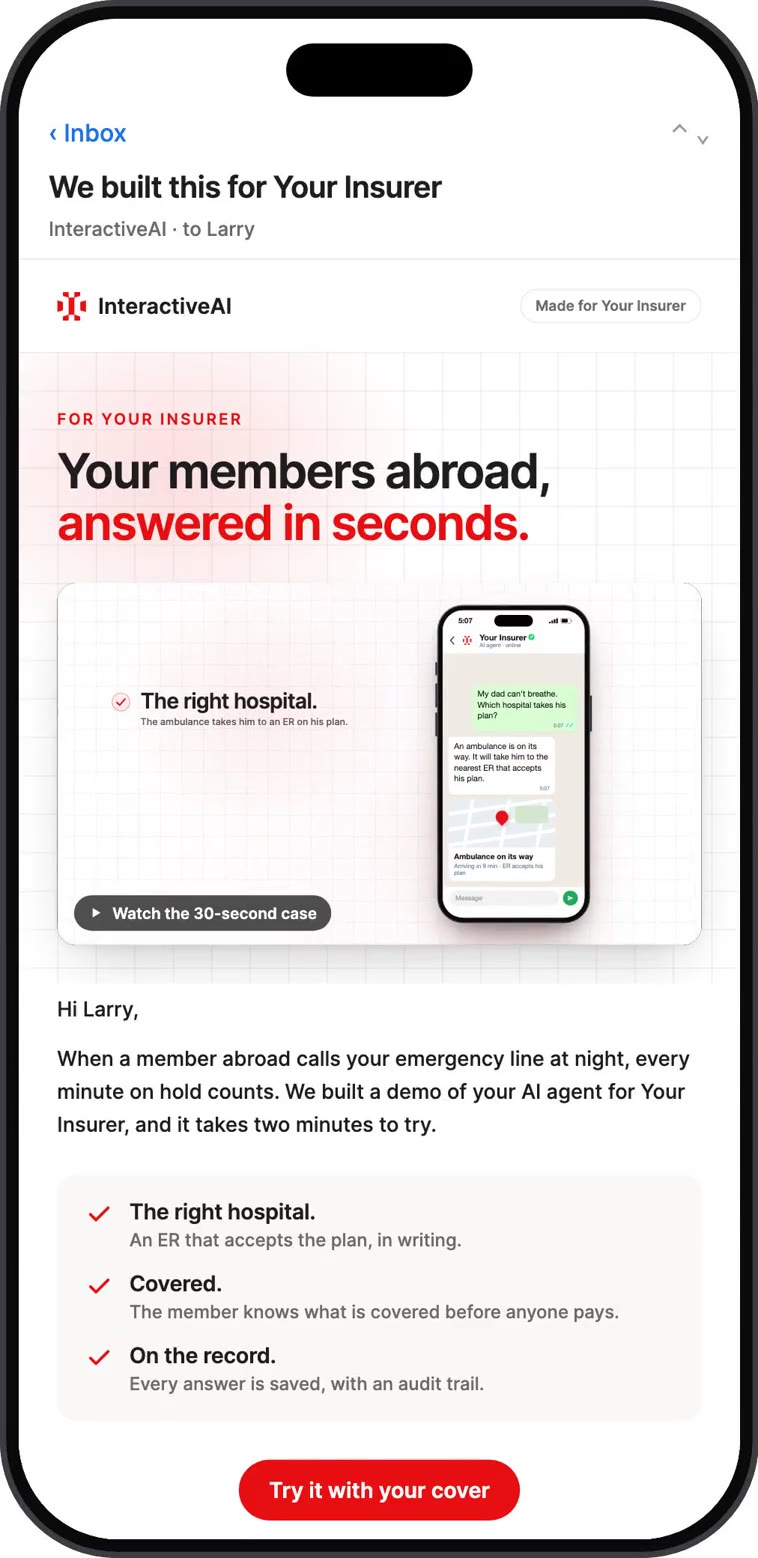 ‹ Inbox
We built this for Your Insurer
InteractiveAI · to Larry
InteractiveAI
Made for Your Insurer
FOR YOUR INSURER
Your members abroad,
answered in seconds.
The right hospital.
The ambulance takes him to an ER on his plan.
5:07
Your Insurer
AI agent · online
My dad can't breathe.
Which hospital takes his
plan?
5:07
An ambulance is on its
way. It will take him to the
nearest ER that accepts
his plan.
5:07
Ambulance on its way
Arriving in 9 min · ER accepts his
plan
Message
Watch the 30-second case
Hi Larry,
When a member abroad calls your emergency line at night, every
minute on hold counts. We built a demo of your AI agent for Your
Insurer, and it takes two minutes to try.
The right hospital.
An ER that accepts the plan, in writing.
Covered.
The member knows what is covered before anyone pays.
On the record.
Every answer is saved, with an audit trail.
Try it with your cover